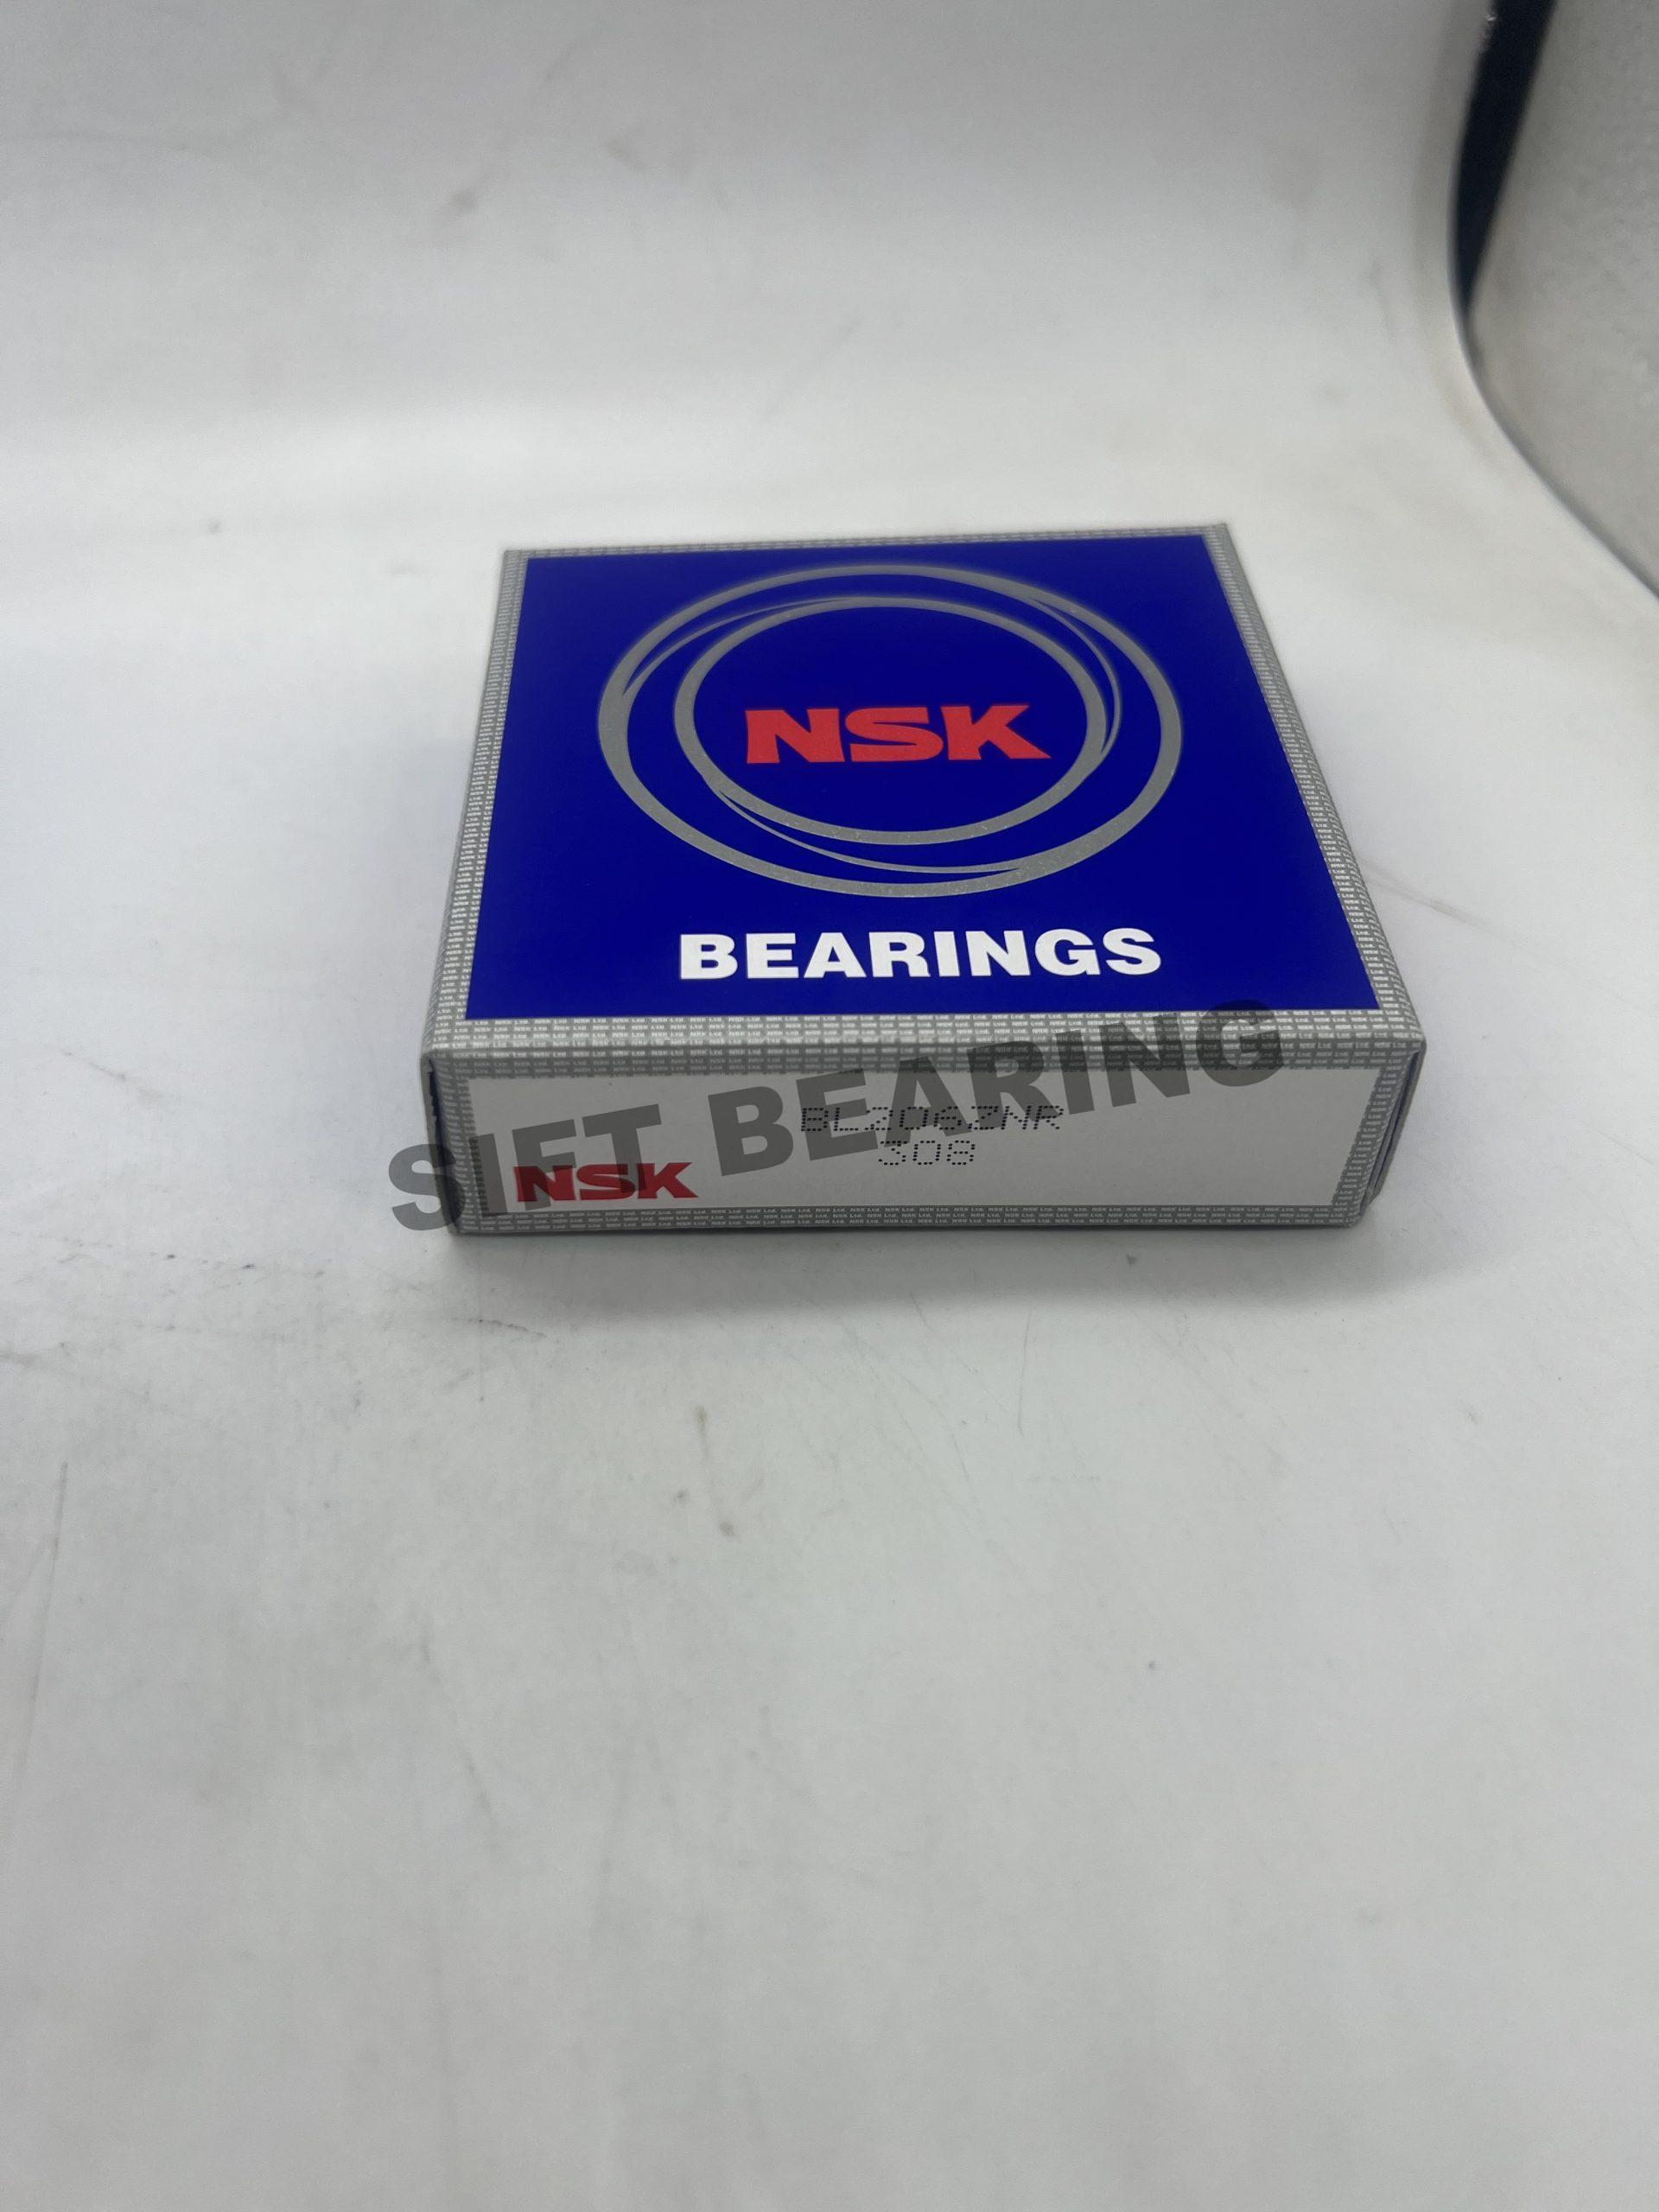 NSK
BEARINGS
BL206ZNR
308
NSK
SIFT BEARING